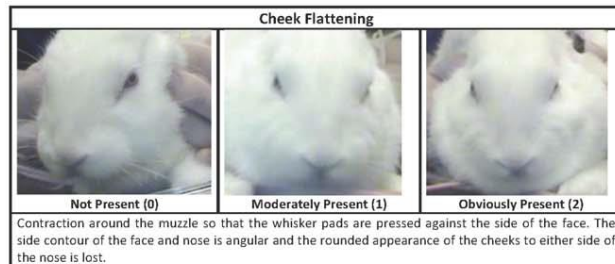 Cheek Flattening
Not Present (0)
Moderately Present (1)
Obviously Present (2)
Contraction around the muzzle so that the whisker pads are pressed against the side of the face. The
side contour of the face and nose is angular and the rounded appearance of the cheeks to either side of
the nose is lost.